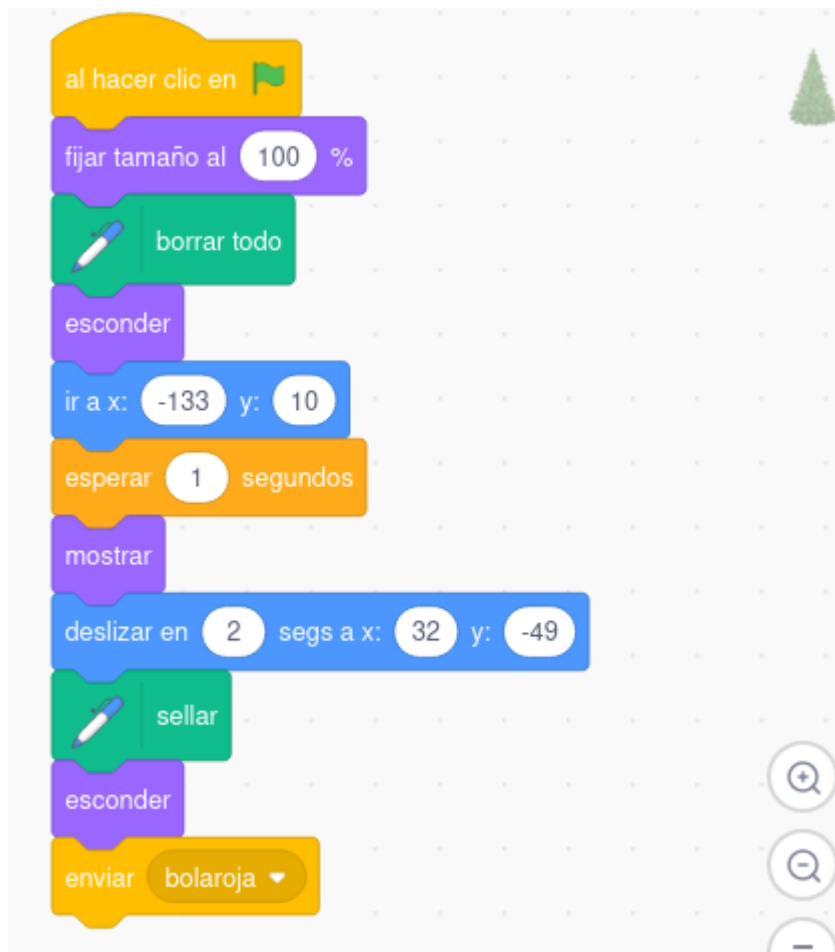 al hacer clic en
fijar tamaño al 100 %
borrar todo
esconder
ir a x: -133 y: 10
esperar 1 segundos
mostrar
deslizar en 2 segs a x: 32 y: -49
sellar
esconder
enviar bolaroja